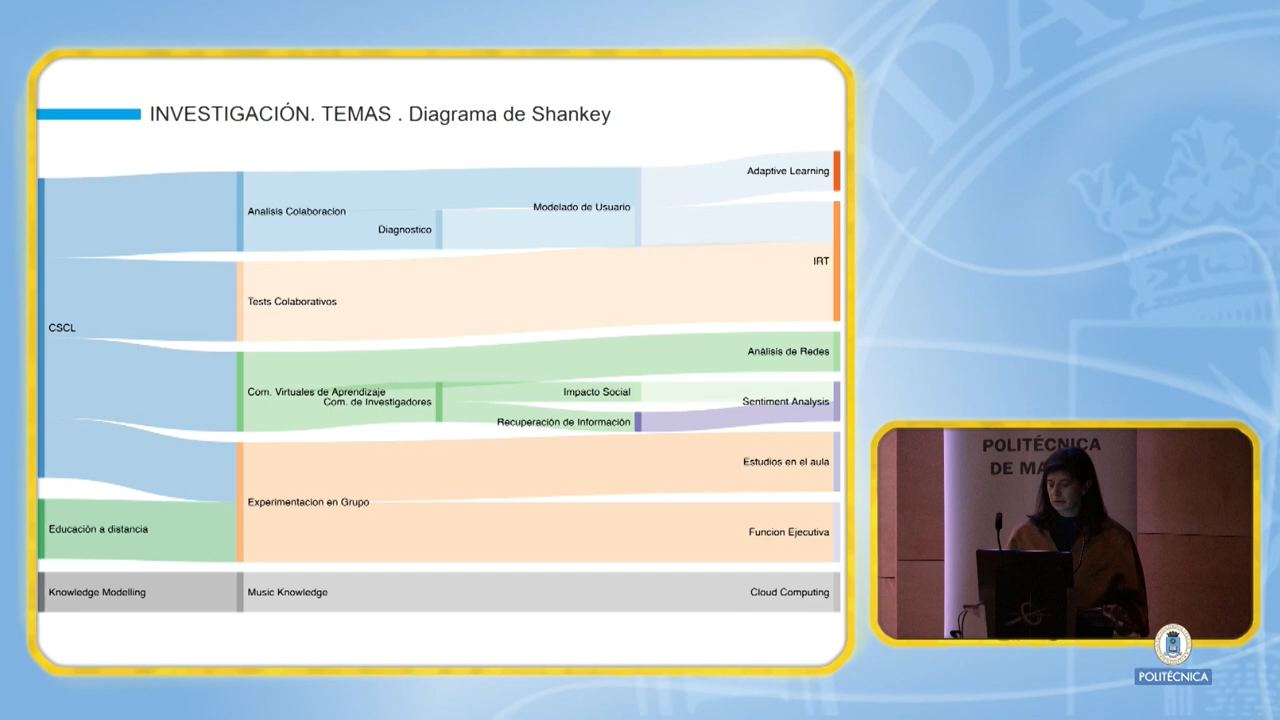 INVESTIGACIÓN. TEMAS . Diagrama de Shankey
Adaptive Learning
Analisis Colaboracion
Modelado de Usuario
Diagnostico
IRT
Tests Colaborativos
CSCL
Análisis de Redes
Com. Virtuales de Aprendizaje
Impacto Social
Com. de Investigadores
Sentiment Analysis
Recuperación de Información
Estudios en el aula
Experimentacion en Grupo
Educación a distancia
Funcion Ejecutiva
Knowledge Modelling
Music Knowledge
Cloud Computing
POLITÉCNICA
DE
POLITÉCNICA